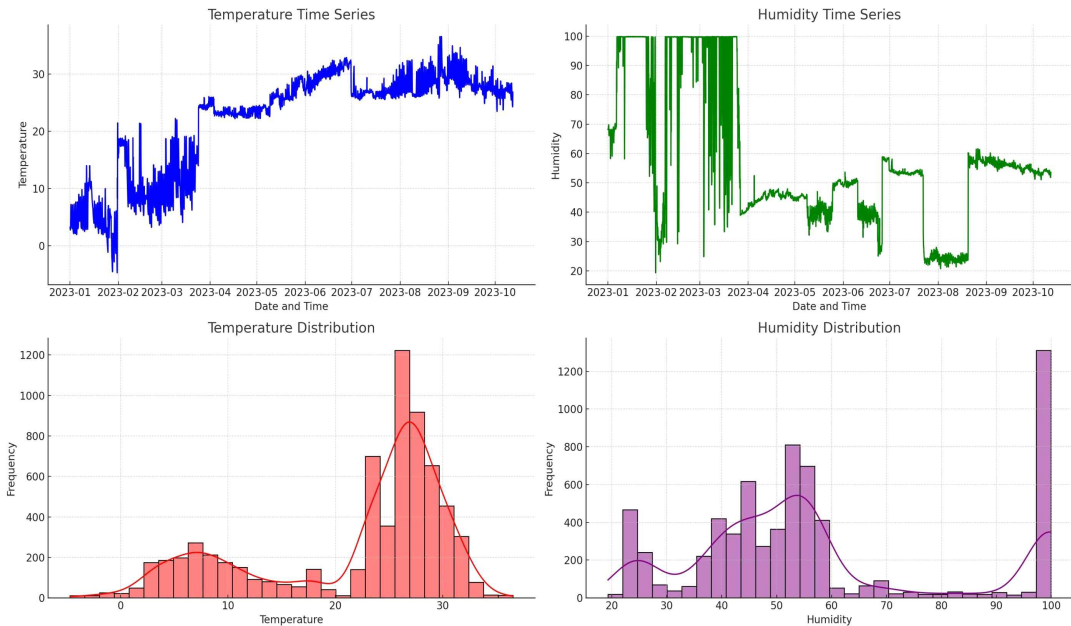 Temperature Time Series
Temperature
30
20
10
0
2023-01 2023-02 2023-03 2023-04 2023-05 2023-06 2023-07 2023-08 2023-09 2023-10
Date and Time
Humidity Time Series
Humidity
100
90
80
70
60
50
40
30
20
2023-01 2023-02 2023-03 2023-04 2023-05 2023-06 2023-07 2023-08 2023-09 2023-10
Date and Time
Temperature Distribution
Frequency
1200
1000
800
600
400
200
0
0 10 20 30
Temperature
Humidity Distribution
Frequency
1200
1000
800
600
400
200
0
20 30 40 50 60 70 80 90 100
Humidity